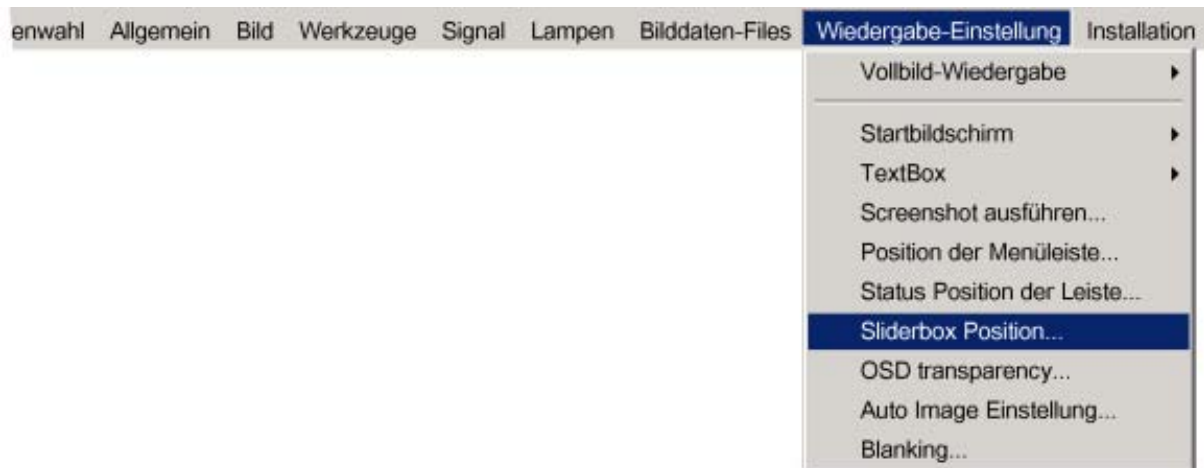 enwahl Allgemein Bild Werkzeuge Signal Lampen Bilddaten-Files Wiedergabe-Einstellung Installation
Vollbild-Wiedergabe
Startbildschirm
TextBox
Screenshot ausführen...
Position der Menüleiste...
Status Position der Leiste...
Sliderbox Position...
OSD transparency...
Auto Image Einstellung...
Blanking...